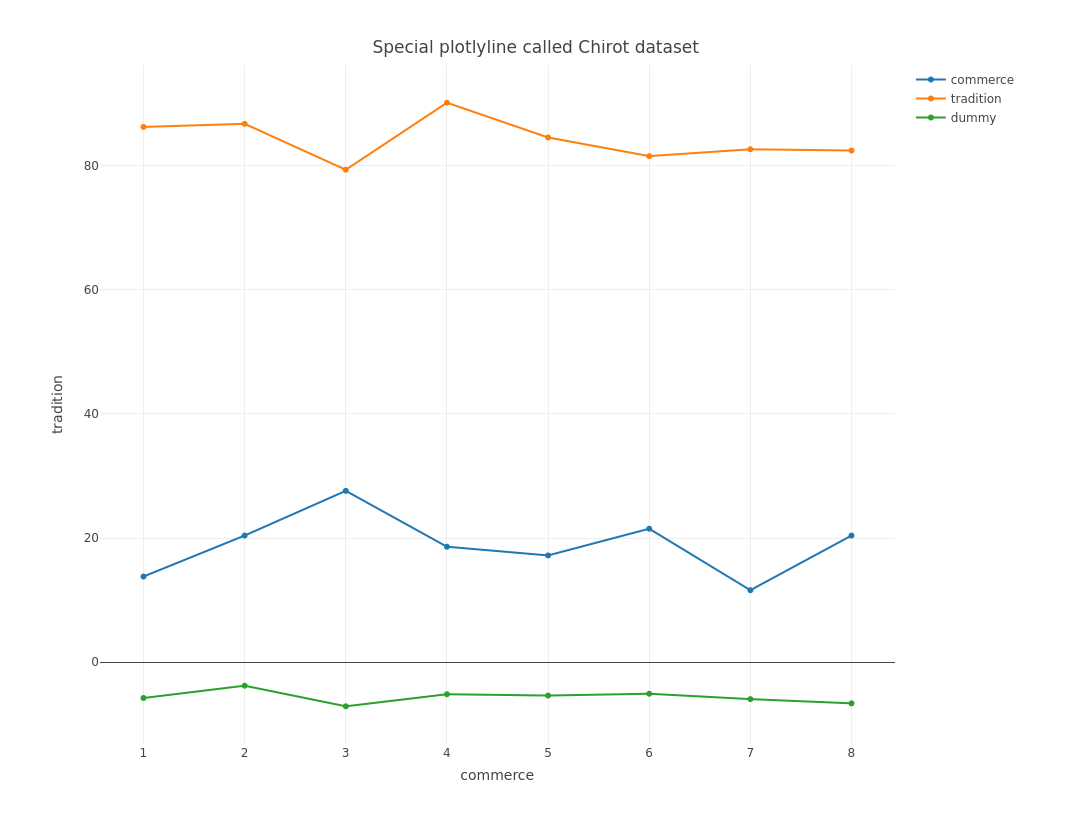 Special plotlyline called Chirot dataset
commerce
tradition
dummy
tradition
80
60
40
20
0
1 2 3 4 5 6 7 8
commerce